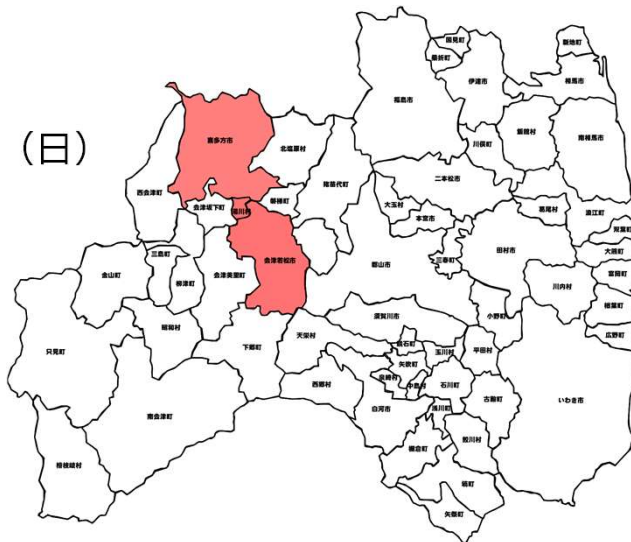 国見町
桑折町
新地町
相馬市
伊達市
福島市
(日)
喜多方市
北塩原村
川俣町
飯舘村
南相馬市
猪苗代町
二本松市
西会津町
磐梯町
大玉村
葛尾村
浪江町
会津坂下町
湯川村
本宮市
双葉町
三島町
会津若松市
郡山市
三春町
田村市
大熊町
金山町
柳津町
会津美里町
川内村
富岡町
楢葉町
昭和村
須賀川市
小野町
広野町
只見町
下郷町
天栄村
鏡石町
玉川村
平田村
矢吹町
西郷村
泉崎村
中島村
石川町
古殿町
いわき市
南会津町
白河市
浅川町
鮫川村
棚倉町
檜枝岐村
塙町
矢祭町